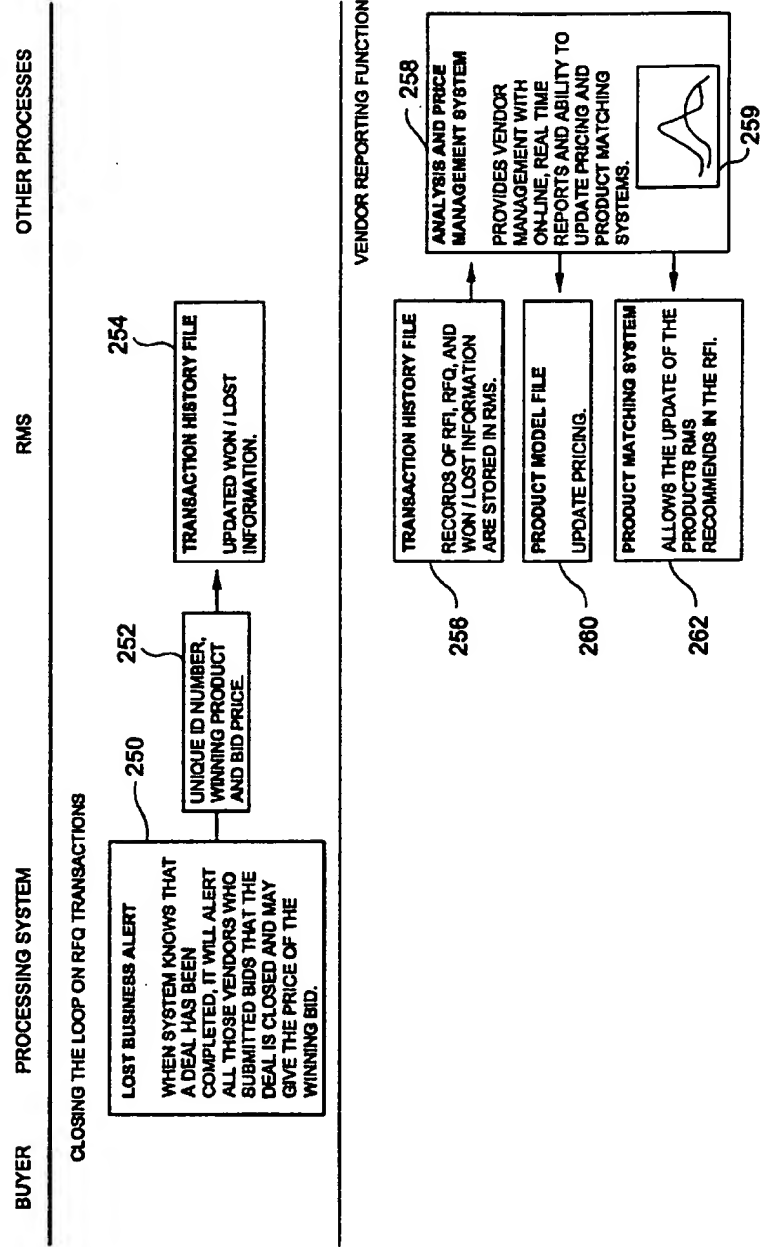 BUYER
PROCESSING SYSTEM
RMS
OTHER PROCESSES
CLOSING THE LOOP ON RFQ TRANSACTIONS
250
LOST BUSINESS ALERT
WHEN SYSTEM KNOWS THAT
A DEAL HAS BEEN
COMPLETED, IT WILL ALERT
ALL THOSE VENDORS WHO
SUBMITTED BIDS THAT THE
DEAL IS CLOSED AND MAY
GIVE THE PRICE OF THE
WINNING BID.
252
UNIQUE ID NUMBER,
WINNING PRODUCT
AND BID PRICE.
254
TRANSACTION HISTORY FILE
UPDATED WON / LOST
INFORMATION.
VENDOR REPORTING FUNCTION
256
TRANSACTION HISTORY FILE
RECORDS OF RFI, RFQ, AND
WON / LOST INFORMATION
ARE STORED IN RMS.
258
ANALYSIS AND PRICE
MANAGEMENT SYSTEM
PROVIDES VENDOR
MANAGEMENT WITH
ON-LINE, REAL TIME
REPORTS AND ABILITY TO
UPDATE PRICING AND
PRODUCT MATCHING
SYSTEMS.
259
260
PRODUCT MODEL FILE
UPDATE PRICING.
262
PRODUCT MATCHING SYSTEM
ALLOWS THE UPDATE OF THE
PRODUCTS RMS
RECOMMENDS IN THE RFI.